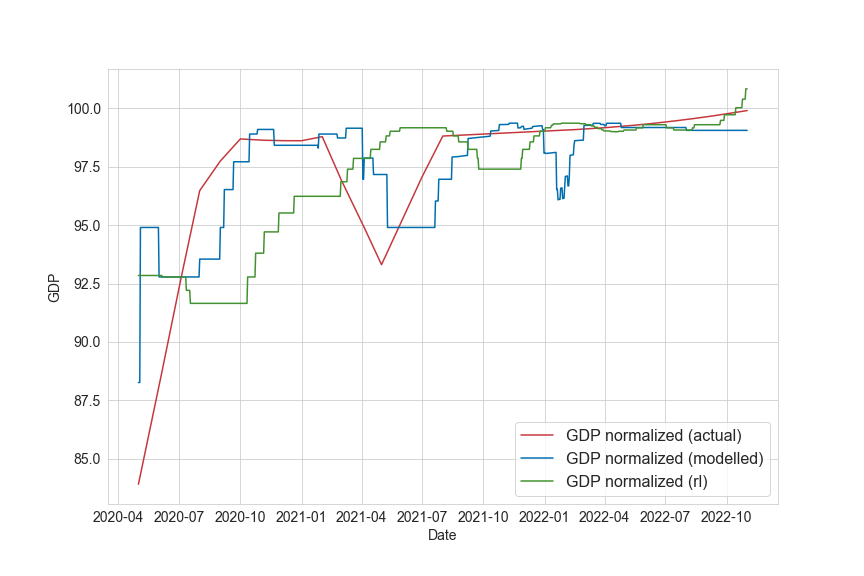 100.0
97.5
95.0
92.5
90.0
87.5
85.0
GDP
GDP normalized (actual)
GDP normalized (modelled)
GDP normalized (rl)
2020-04 2020-07 2020-10 2021-01 2021-04 2021-07 2021-10 2022-01 2022-04 2022-07 2022-10
Date